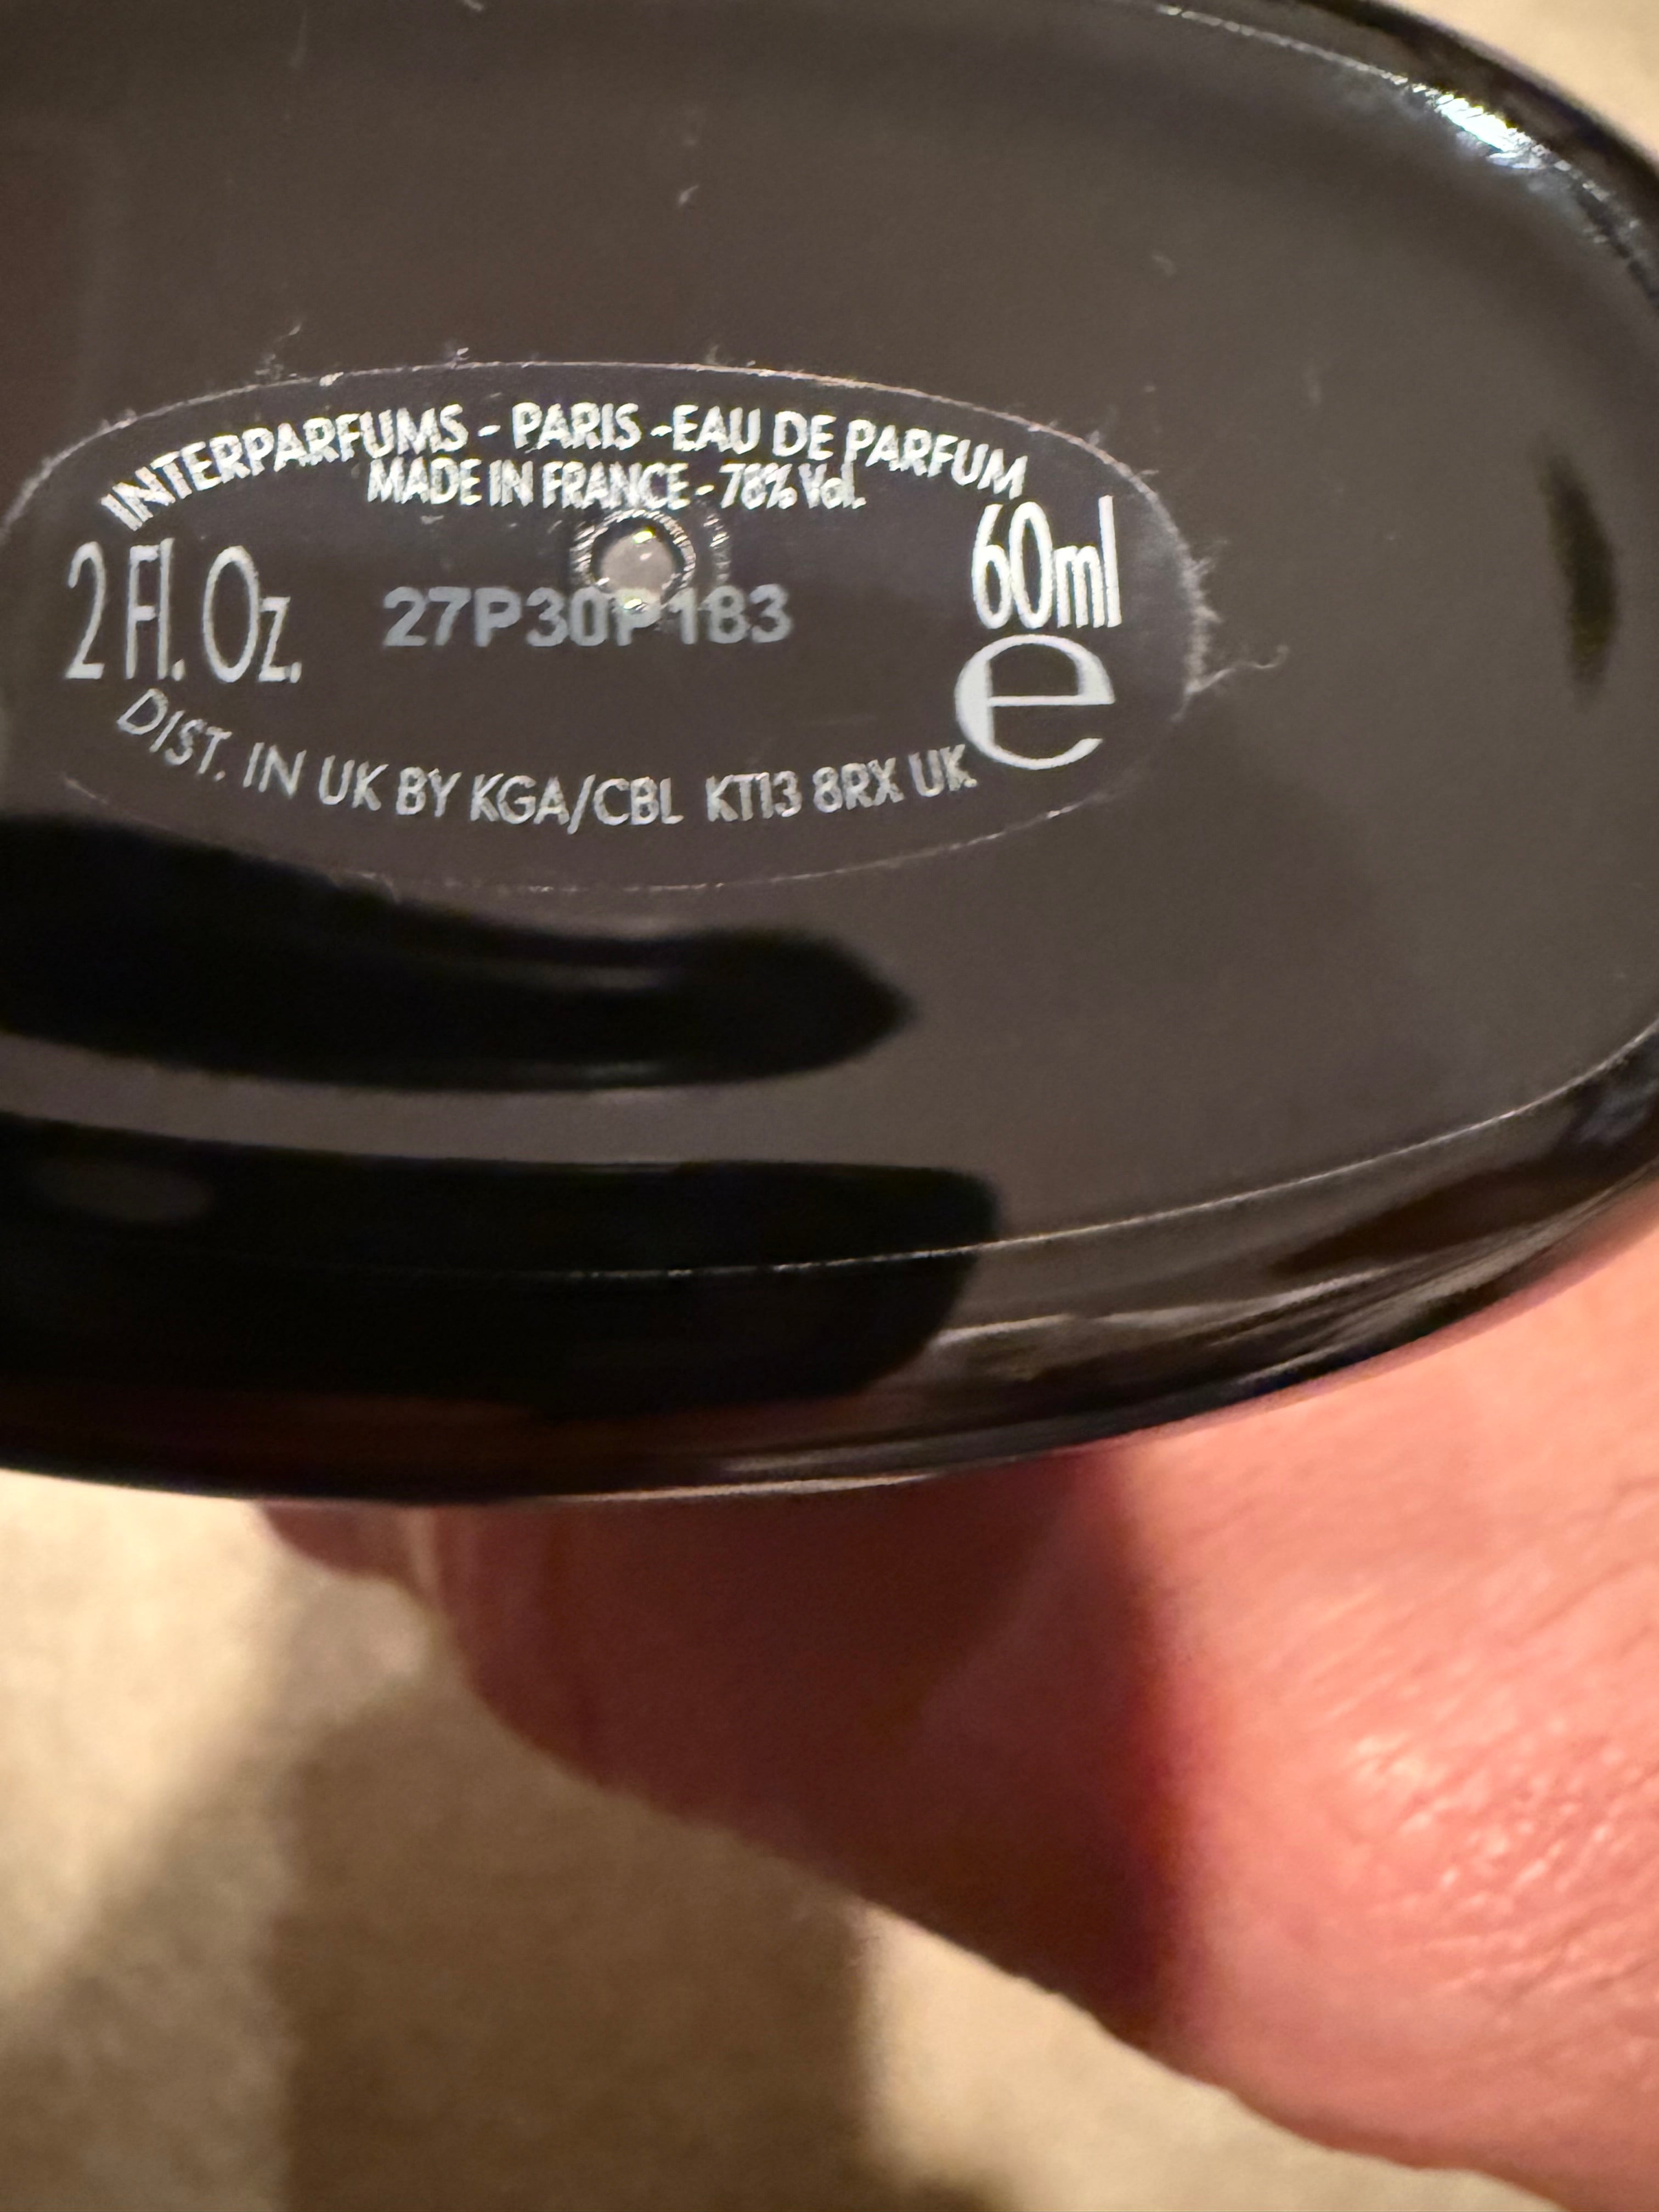 INTERPARFUMS - PARIS -EAU DE PARFUM
MADE IN FRANCE - 78% Vol.
2 Fl. Oz.
60ml
27P30P183
e
DIST. IN UK BY KGA/CBL KT13 8RX UK